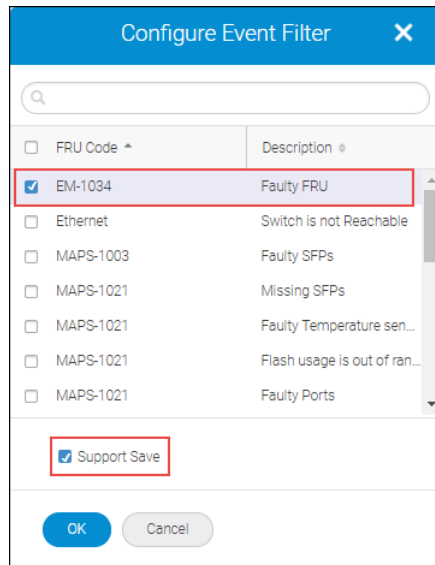 Configure Event Filter
FRU Code Description
EM-1034 Faulty FRU
Ethernet Switch is not Reachable
MAPS-1003 Faulty SFPs
MAPS-1021 Missing SFPs
MAPS-1021 Faulty Temperature sen...
MAPS-1021 Flash usage is out of ran...
MAPS-1021 Faulty Ports
Support Save
OK Cancel